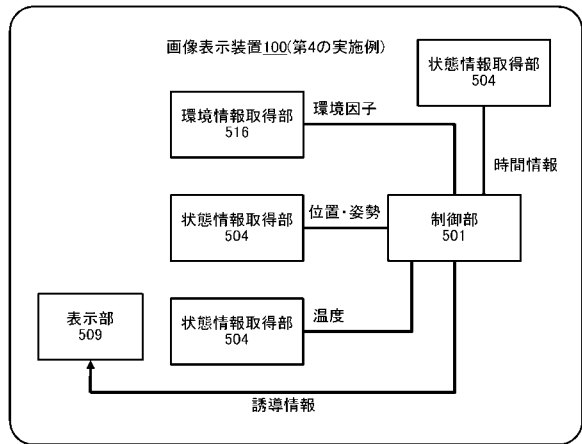 画像表示装置100(第4の実施例)
状態情報取得部
504
時間情報
環境情報取得部
516
環境因子
状態情報取得部
504
位置・姿勢
制御部
501
状態情報取得部
504
温度
表示部
509
誘導情報